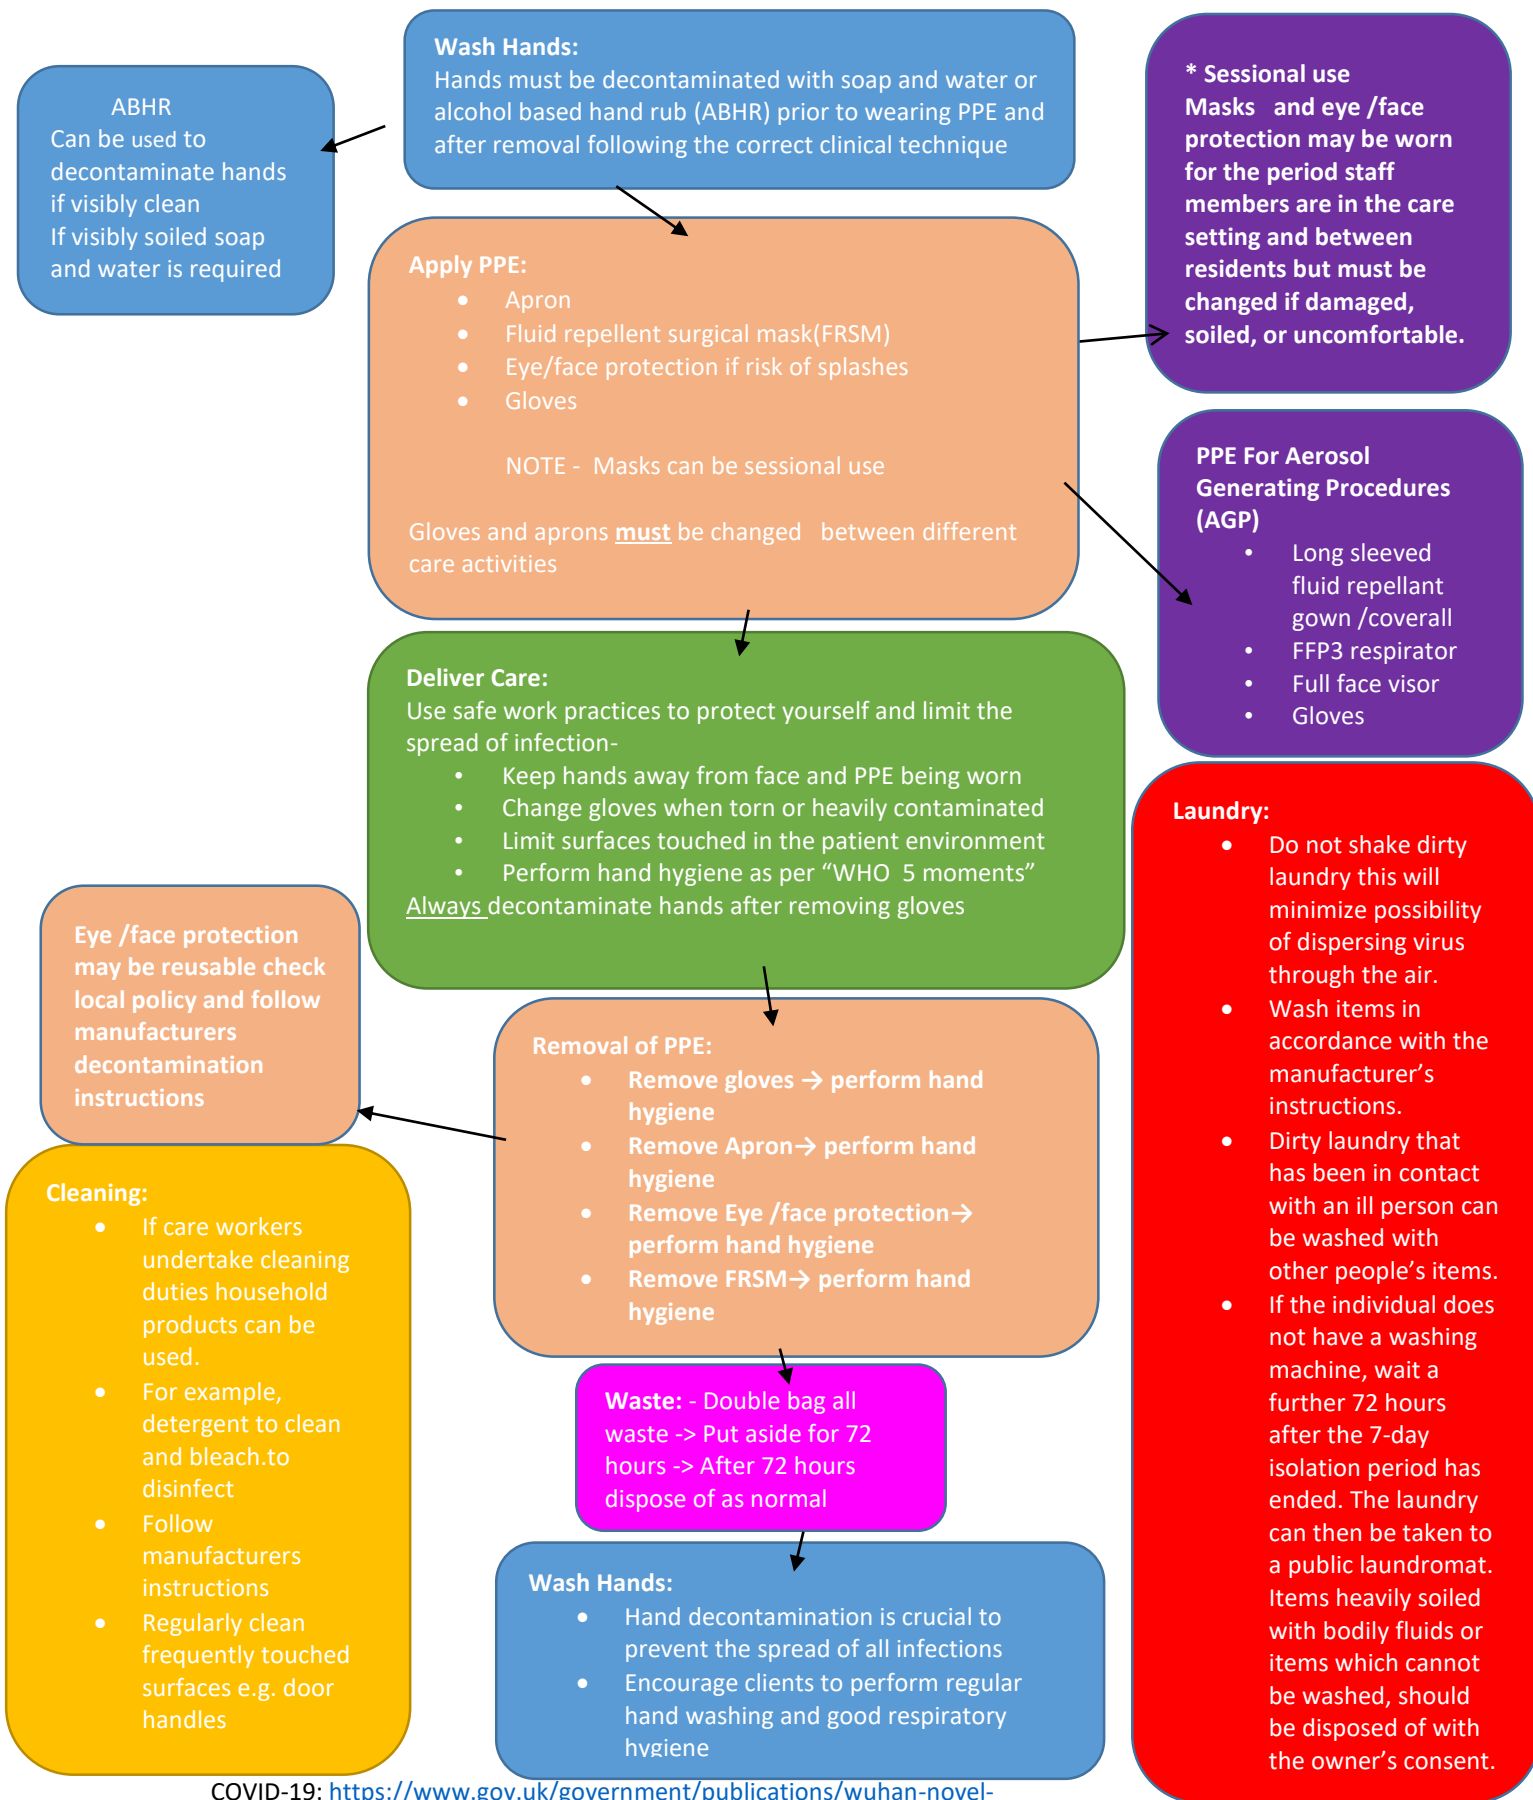 Wash Hands:
Hands must be decontaminated with soap and water or
alcohol based hand rub (ABHR) prior to wearing PPE and
after removal following the correct clinical technique
ABHR
Can be used to
decontaminate hands
if visibly clean
If visibly soiled soap
and water is required
* Sessional use
Masks and eye /face
protection may be worn
for the period staff
members are in the care
setting and between
residents but must be
changed if damaged,
soiled, or uncomfortable.
Apply PPE:
• Apron
• Fluid repellent surgical mask(FRSM)
• Eye/face protection if risk of splashes
• Gloves
NOTE - Masks can be sessional use
Gloves and aprons must be changed between different
care activities
PPE For Aerosol
Generating Procedures
(AGP)
• Long sleeved
fluid repellant
gown /coverall
• FFP3 respirator
• Full face visor
• Gloves
Deliver Care:
Use safe work practices to protect yourself and limit the
spread of infection-
• Keep hands away from face and PPE being worn
• Change gloves when torn or heavily contaminated
• Limit surfaces touched in the patient environment
• Perform hand hygiene as per “WHO 5 moments”
Always decontaminate hands after removing gloves
Eye /face protection
may be reusable check
local policy and follow
manufacturers
decontamination
instructions
Removal of PPE:
• Remove gloves → perform hand
hygiene
• Remove Apron→ perform hand
hygiene
• Remove Eye /face protection→
perform hand hygiene
• Remove FRSM→ perform hand
hygiene
Laundry:
• Do not shake dirty
laundry this will
minimize possibility
of dispersing virus
through the air.
• Wash items in
accordance with the
manufacturer’s
instructions.
• Dirty laundry that
has been in contact
with an ill person can
be washed with
other people’s items.
• If the individual does
not have a washing
machine, wait a
further 72 hours
after the 7-day
isolation period has
ended. The laundry
can then be taken to
a public laundromat.
Items heavily soiled
with bodily fluids or
items which cannot
be washed, should
be disposed of with
the owner’s consent.
Cleaning:
• If care workers
undertake cleaning
duties household
products can be
used.
• For example,
detergent to clean
and bleach.to
disinfect
• Follow
manufacturers
instructions
• Regularly clean
frequently touched
surfaces e.g. door
handles
Waste: - Double bag all
waste -> Put aside for 72
hours -> After 72 hours
dispose of as normal
Wash Hands:
• Hand decontamination is crucial to
prevent the spread of all infections
• Encourage clients to perform regular
hand washing and good respiratory
hygiene
COVID-19: https://www.gov.uk/government/publications/wuhan-novel-